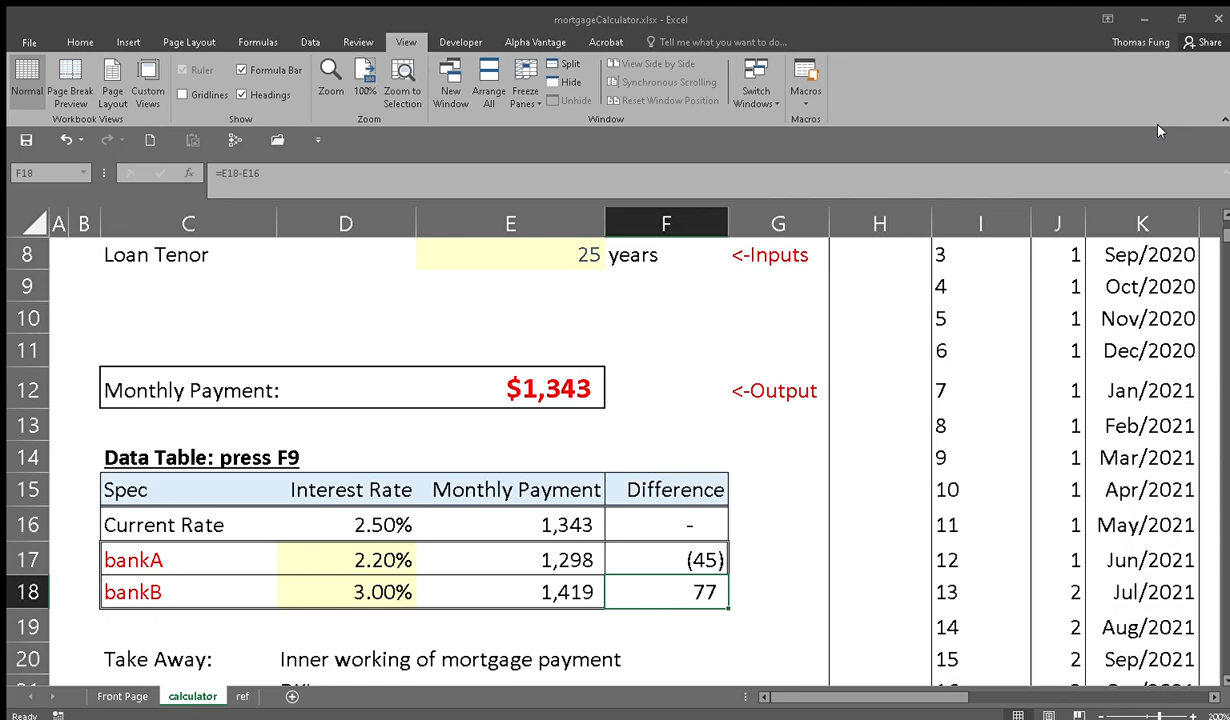 mortgageCalculator.xlsx - Excel
File Home Insert Page Layout Formulas Data Review View Developer Alpha Vantage Acrobat Tell me what you want to do... Thomas Fung Share
Normal Page Break Preview Page Layout Custom Views
Workbook Views
Ruler Formula Bar
Gridlines Headings
Show
Zoom 100% Zoom to Selection
Zoom
New Window Arrange All Freeze Panes
Split
Hide
Unhide
View Side by Side
Synchronous Scrolling
Reset Window Position
Window
Switch Windows
Macros
Macros
F18 fx =E18-E16
A B C D E F G H I J K
8 Loan Tenor 25 years <-Inputs 3 1 Sep/2020
9 4 1 Oct/2020
10 5 1 Nov/2020
11 6 1 Dec/2020
12 Monthly Payment: $1,343 <-Output 7 1 Jan/2021
13 8 1 Feb/2021
14 Data Table: press F9 9 1 Mar/2021
15 Spec Interest Rate Monthly Payment Difference 10 1 Apr/2021
16 Current Rate 2.50% 1,343 - 11 1 May/2021
17 bankA 2.20% 1,298 (45) 12 1 Jun/2021
18 bankB 3.00% 1,419 77 13 2 Jul/2021
19 14 2 Aug/2021
20 Take Away: Inner working of mortgage payment 15 2 Sep/2021
Front Page calculator ref
Ready